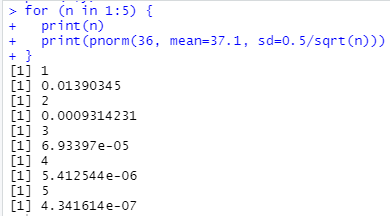 > for (n in 1:5) {
+   print(n)
+   print(pnorm(36, mean=37.1, sd=0.5/sqrt(n)))
+ }
[1] 1
[1] 0.01390345
[1] 2
[1] 0.0009314231
[1] 3
[1] 6.93397e-05
[1] 4
[1] 5.412544e-06
[1] 5
[1] 4.341614e-07